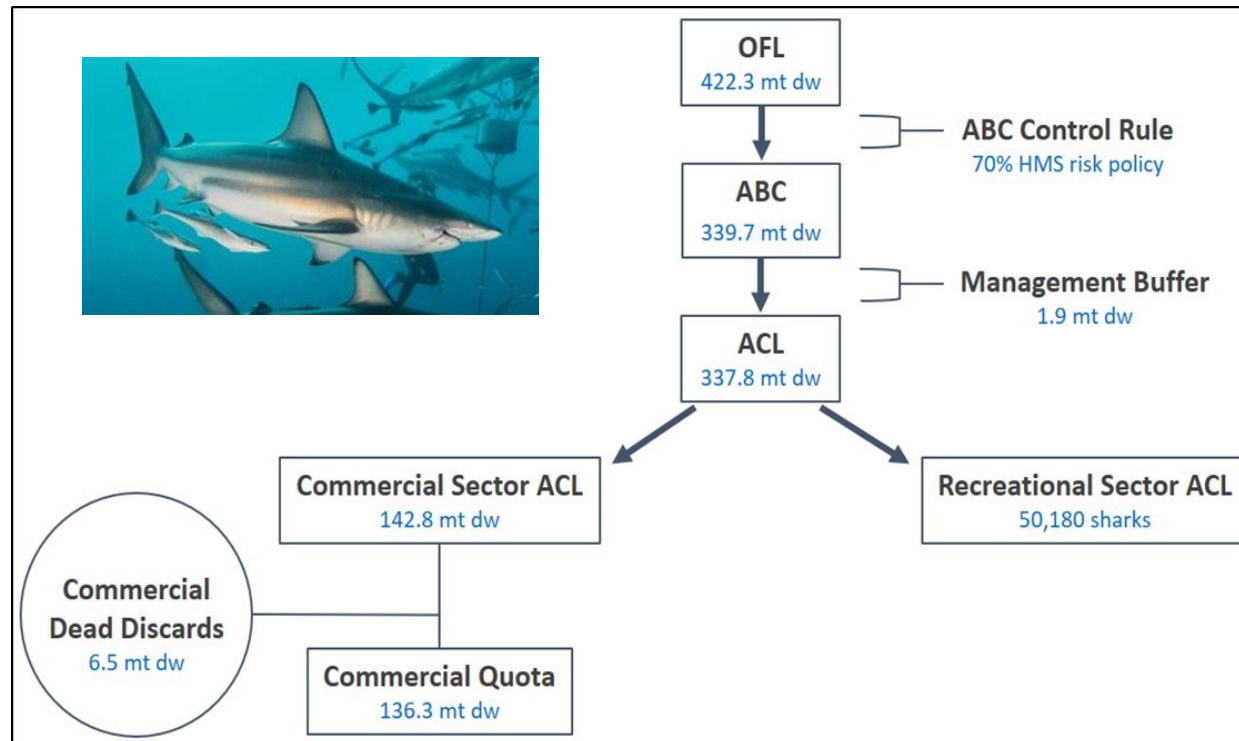 OFL
422.3 mt dw
ABC Control Rule
70% HMS risk policy
ABC
339.7 mt dw
Management Buffer
1.9 mt dw
ACL
337.8 mt dw
Commercial Sector ACL
142.8 mt dw
Recreational Sector ACL
50,180 sharks
Commercial
Dead Discards
6.5 mt dw
Commercial Quota
136.3 mt dw